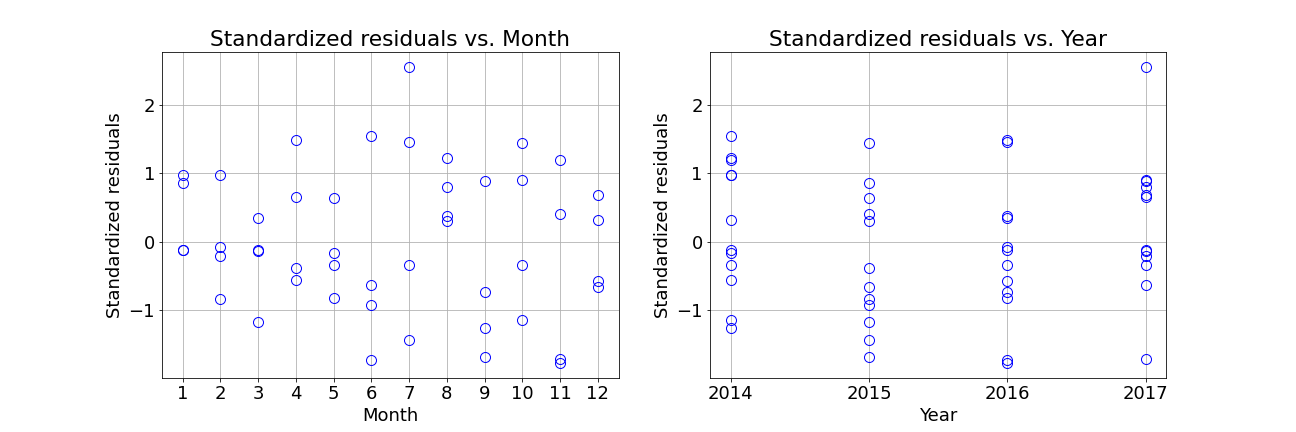 Standardized residuals vs. Month
Standardized residuals
2
1
0
−1
1 2 3 4 5 6 7 8 9 10 11 12
Month
Standardized residuals vs. Year
Standardized residuals
2
1
0
−1
2014 2015 2016 2017
Year